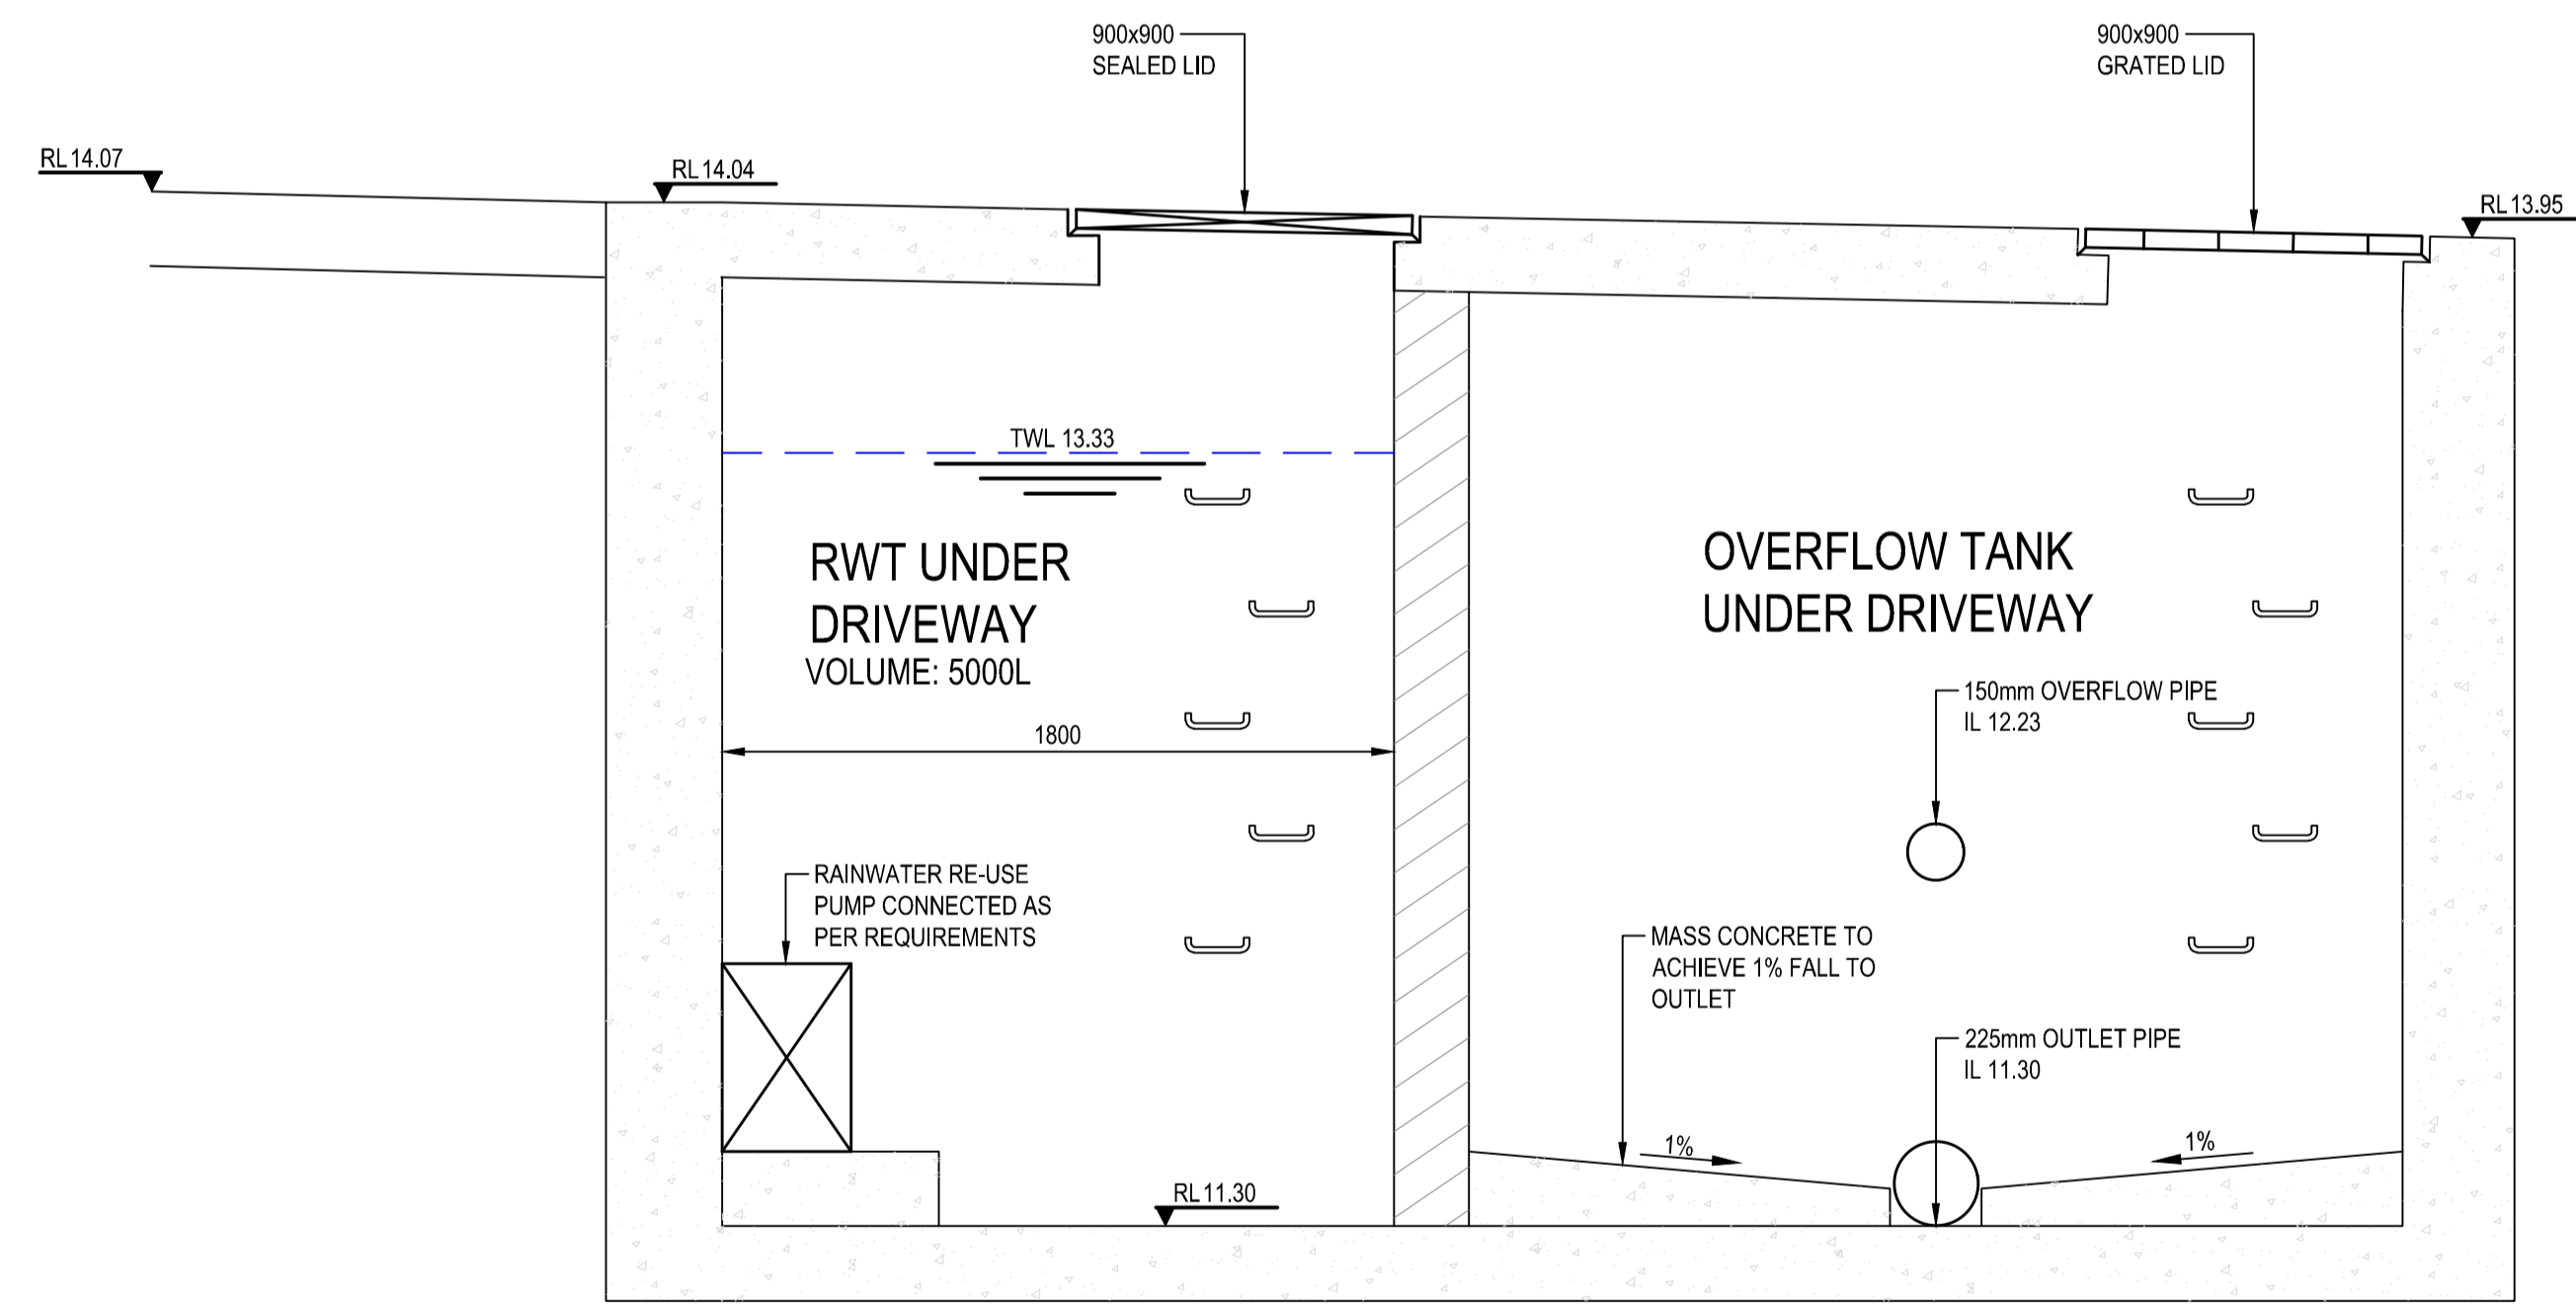 900x900
SEALED LID
900x900
GRATED LID
RL 14.07
RL 14.04
RL 13.95
TWL 13.33
RWT UNDER
DRIVEWAY
VOLUME: 5000L
1800
RAINWATER RE-USE
PUMP CONNECTED AS
PER REQUIREMENTS
RL 11.30
OVERFLOW TANK
UNDER DRIVEWAY
150mm OVERFLOW PIPE
IL 12.23
MASS CONCRETE TO
ACHIEVE 1% FALL TO
OUTLET
225mm OUTLET PIPE
IL 11.30
1%
1%